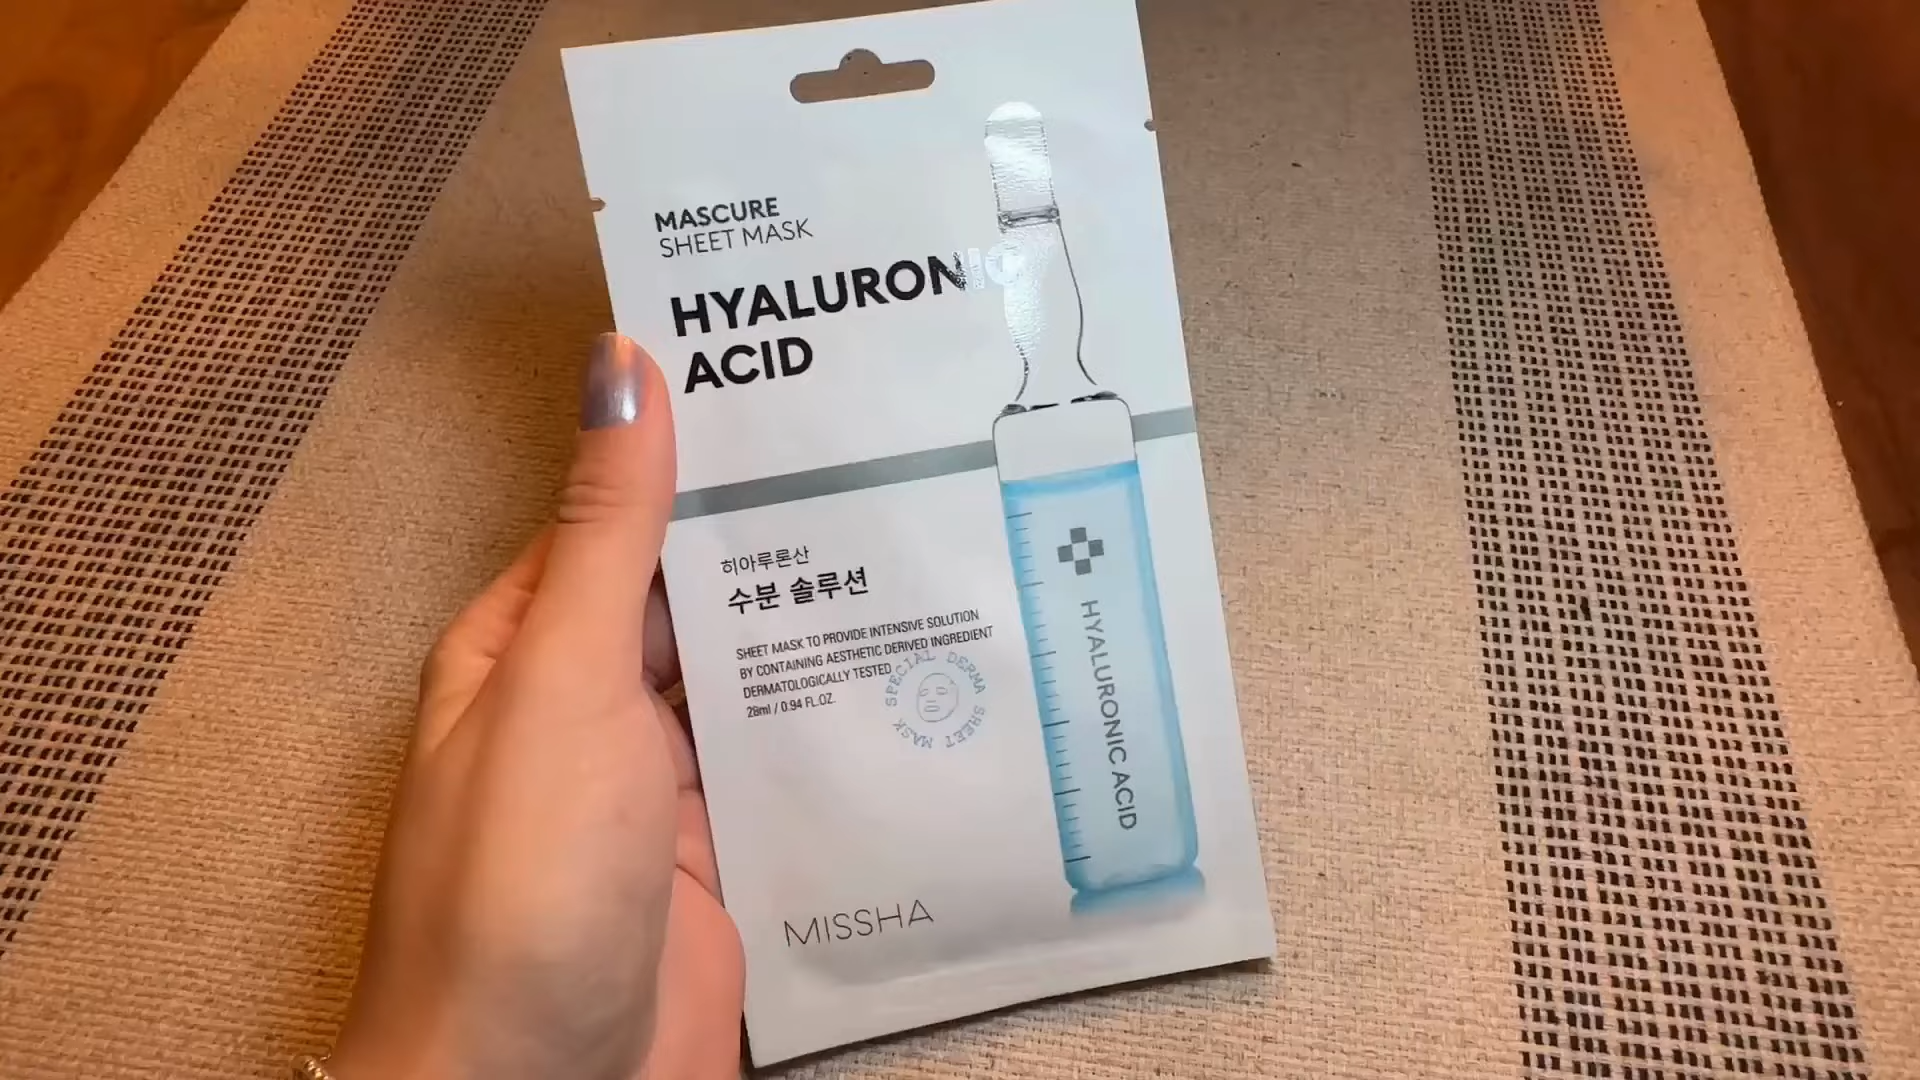 MASCURE
SHEET MASK
HYALURONIC
ACID
히아루론산
수분 솔루션
SHEET MASK TO PROVIDE INTENSIVE SOLUTION
BY CONTAINING AESTHETIC DERIVED INGREDIENT
DERMATOLOGICALLY TESTED
28ml / 0.94 FL.OZ.
SPECIAL DERMA SHEET MASK
HYALURONIC ACID
MISSHA